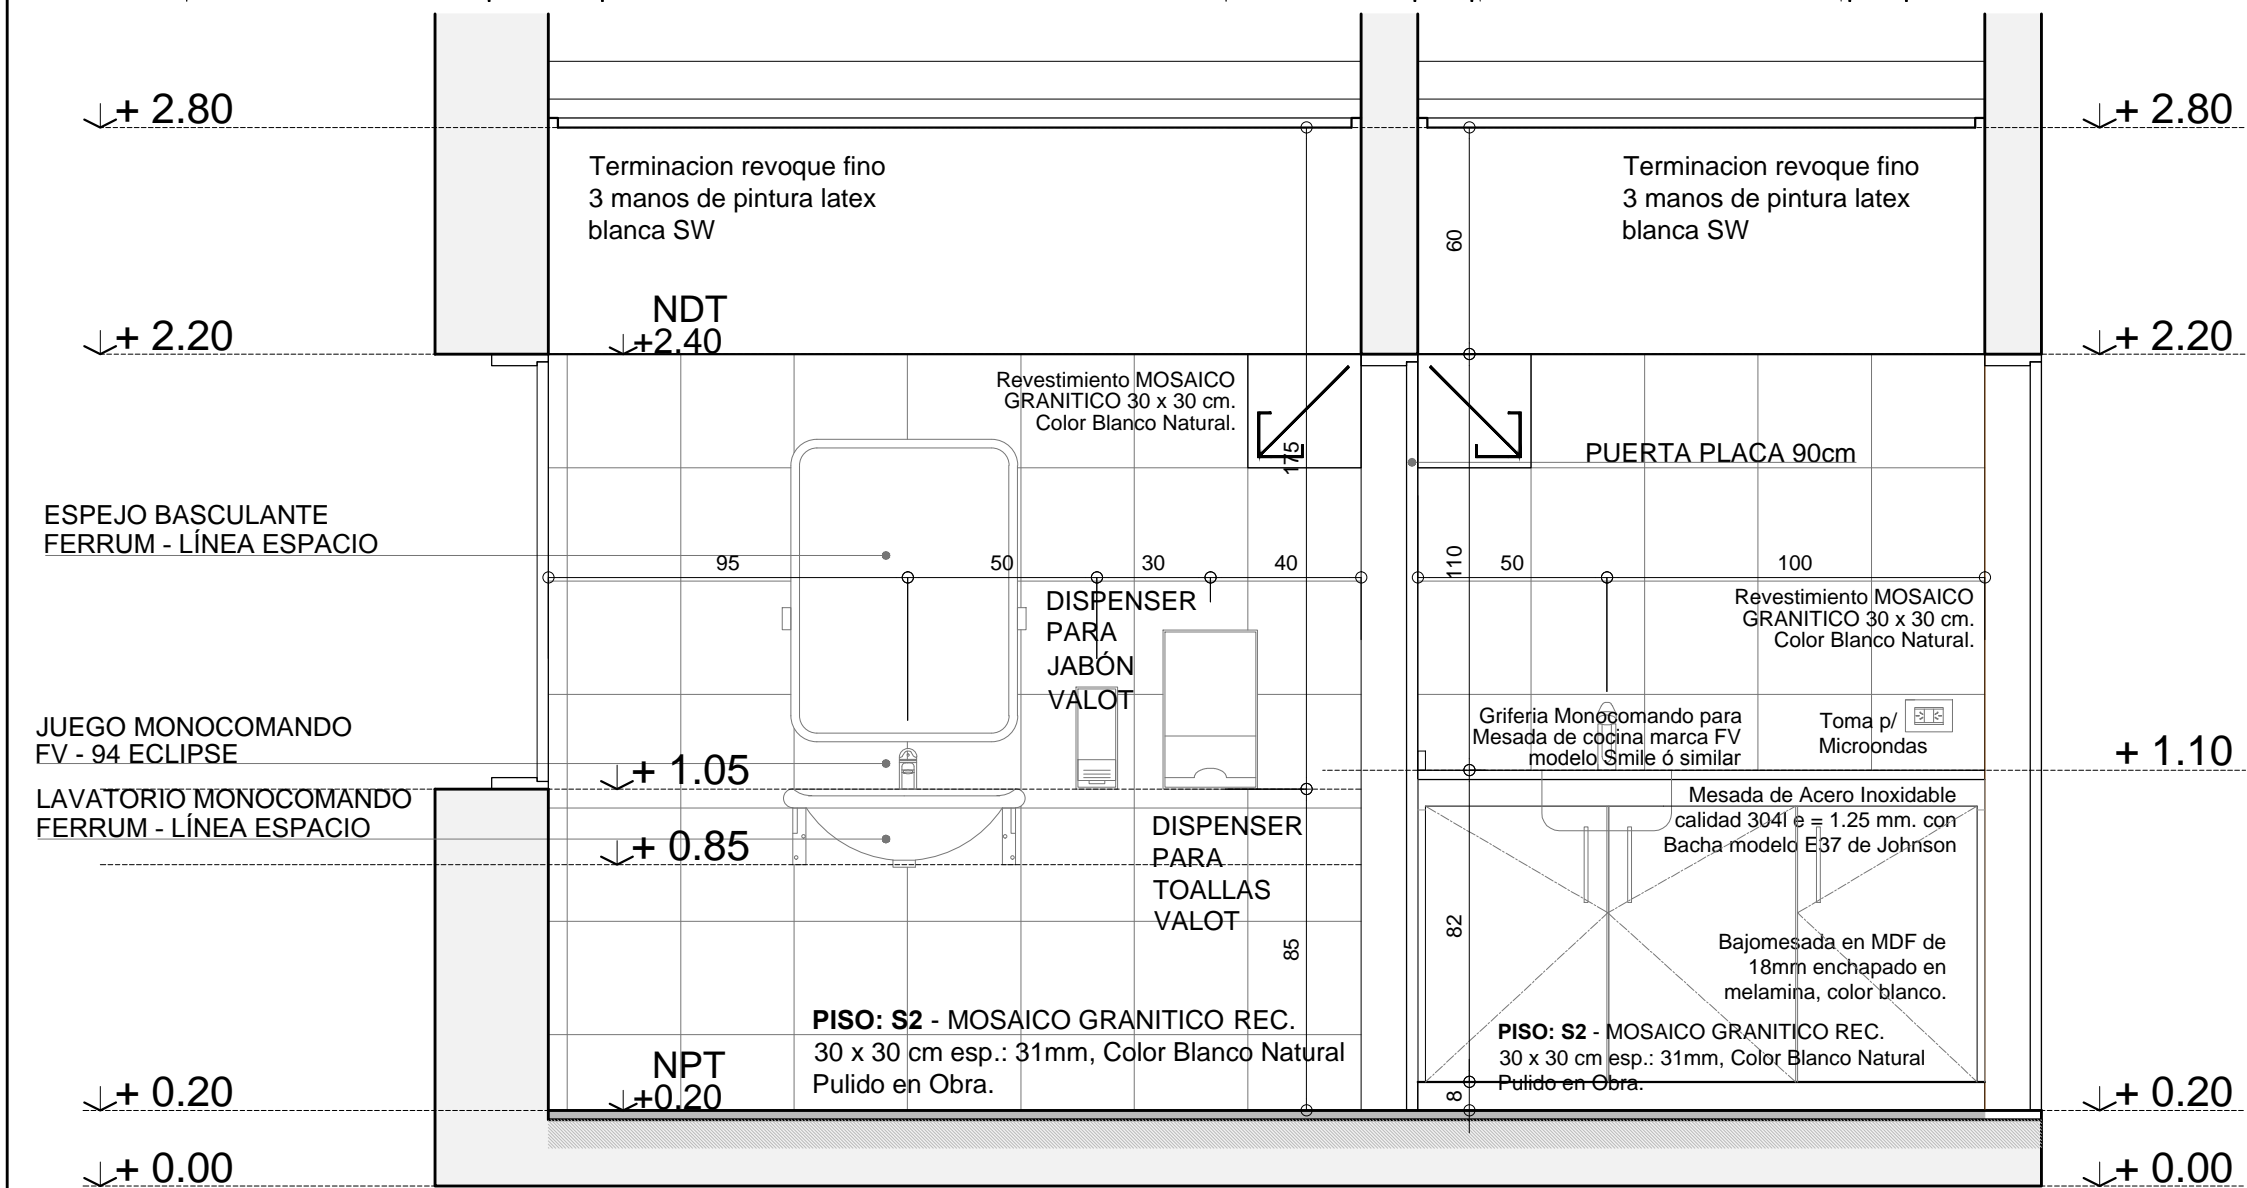 + 2.80
+ 2.80
Terminacion revoque fino
3 manos de pintura latex
blanca SW
Terminacion revoque fino
3 manos de pintura latex
blanca SW
60
NDT
+2.40
+ 2.20
+ 2.20
Revestimiento MOSAICO
GRANITICO 30 x 30 cm.
Color Blanco Natural.
175
PUERTA PLACA 90cm
ESPEJO BASCULANTE
FERRUM - LÍNEA ESPACIO
95
50
30
40
110
50
100
DISPENSER
PARA
JABÓN
VALOT
Revestimiento MOSAICO
GRANITICO 30 x 30 cm.
Color Blanco Natural.
JUEGO MONOCOMANDO
FV - 94 ECLIPSE
Griferia Monocomando para
Mesada de cocina marca FV
modelo Smile ó similar
Toma p/
Microondas
+ 1.05
+ 1.10
LAVATORIO MONOCOMANDO
FERRUM - LÍNEA ESPACIO
Mesada de Acero Inoxidable
calidad 304l e = 1.25 mm. con
Bacha modelo E37 de Johnson
+ 0.85
DISPENSER
PARA
TOALLAS
VALOT
85
82
Bajomesada en MDF de
18mm enchapado en
melamina, color blanco.
PISO: S2 - MOSAICO GRANITICO REC.
30 x 30 cm esp.: 31mm, Color Blanco Natural
Pulido en Obra.
PISO: S2 - MOSAICO GRANITICO REC.
30 x 30 cm esp.: 31mm, Color Blanco Natural
Pulido en Obra.
NPT
+0.20
8
+ 0.20
+ 0.20
+ 0.00
+ 0.00